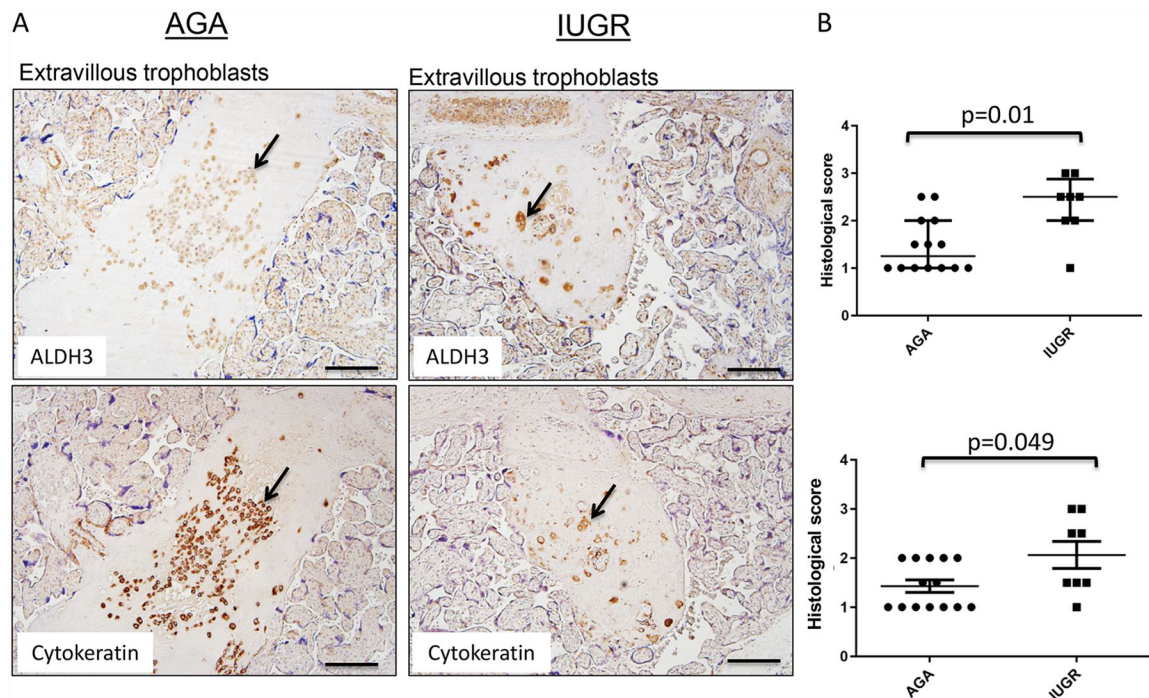 A
AGA
IUGR
B
Extravillous trophoblasts
Extravillous trophoblasts
ALDH3
ALDH3
Cytokeratin
Cytokeratin
p=0.01
Histological score
4
3
2
1
0
AGA
IUGR
p=0.049
Histological score
4
3
2
1
0
AGA
IUGR